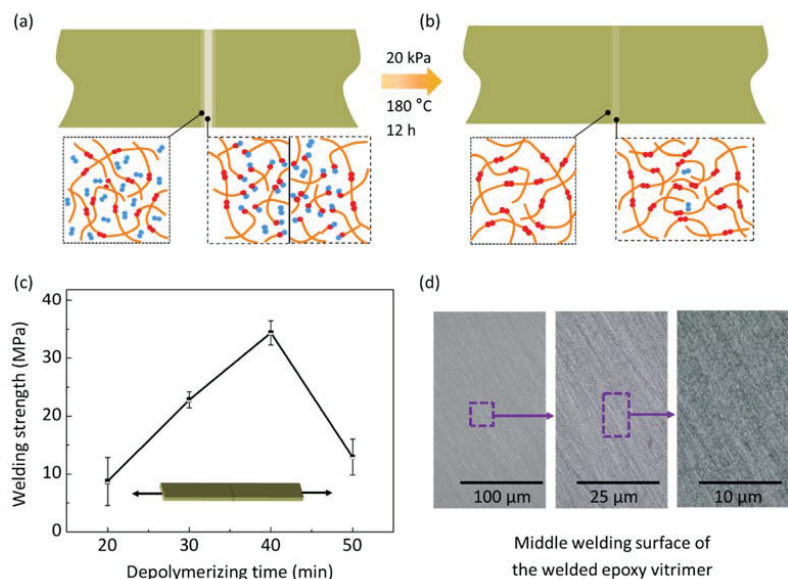 (a)
(b)
20 kPa
180 °C
12 h
(c)
(d)
Welding strength (MPa)
40
30
20
10
0
20
30
40
50
Depolymerizing time (min)
100 μm
25 μm
10 μm
Middle welding surface of
the welded epoxy vitrimer